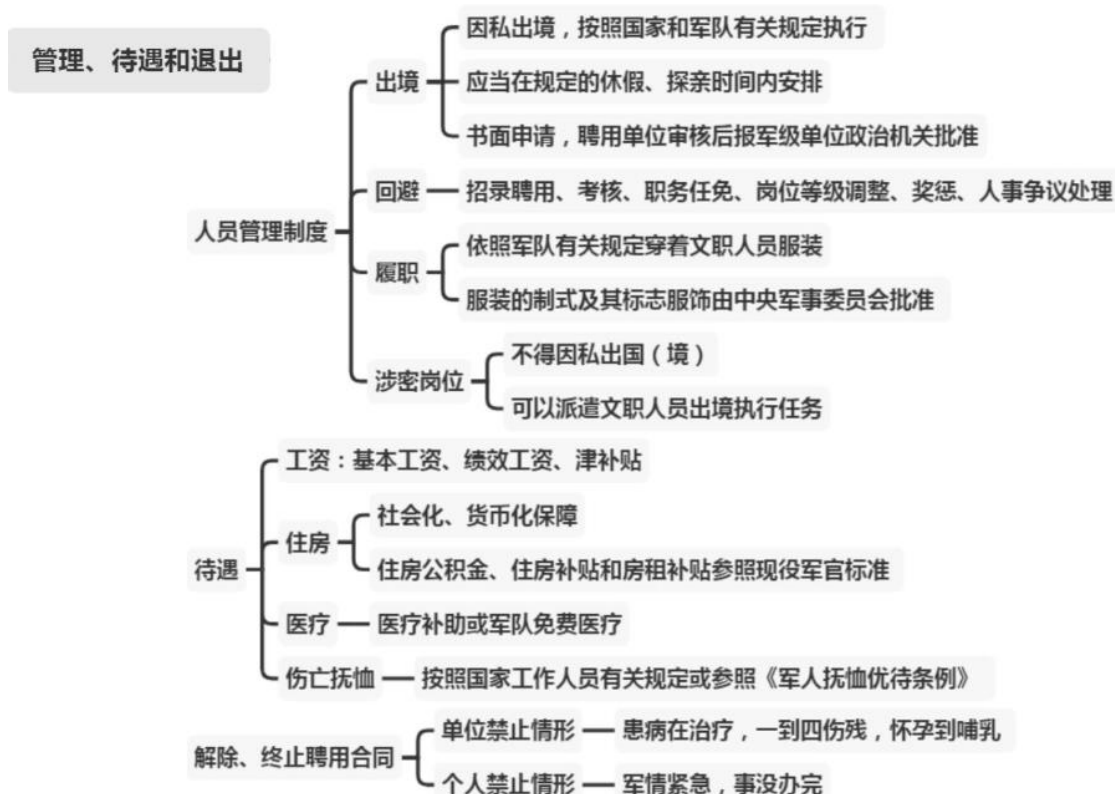 管理、待遇和退出
人员管理制度
出境
因私出境，按照国家和军队有关规定执行
应当在规定的休假、探亲时间内安排
书面申请，聘用单位审核后报军级单位政治机关批准
回避
招录聘用、考核、职务任免、岗位等级调整、奖惩、人事争议处理
履职
依照军队有关规定穿着文职人员服装
服装的制式及其标志服饰由中央军事委员会批准
涉密岗位
不得因私出国（境）
可以派遣文职人员出境执行任务
待遇
工资：基本工资、绩效工资、津补贴
住房
社会化、货币化保障
住房公积金、住房补贴和房租补贴参照现役军官标准
医疗
医疗补助或军队免费医疗
伤亡抚恤
按照国家工作人员有关规定或参照《军人抚恤优待条例》
解除、终止聘用合同
单位禁止情形
患病在治疗，一到四伤残，怀孕到哺乳
个人禁止情形
军情紧急，事没办完